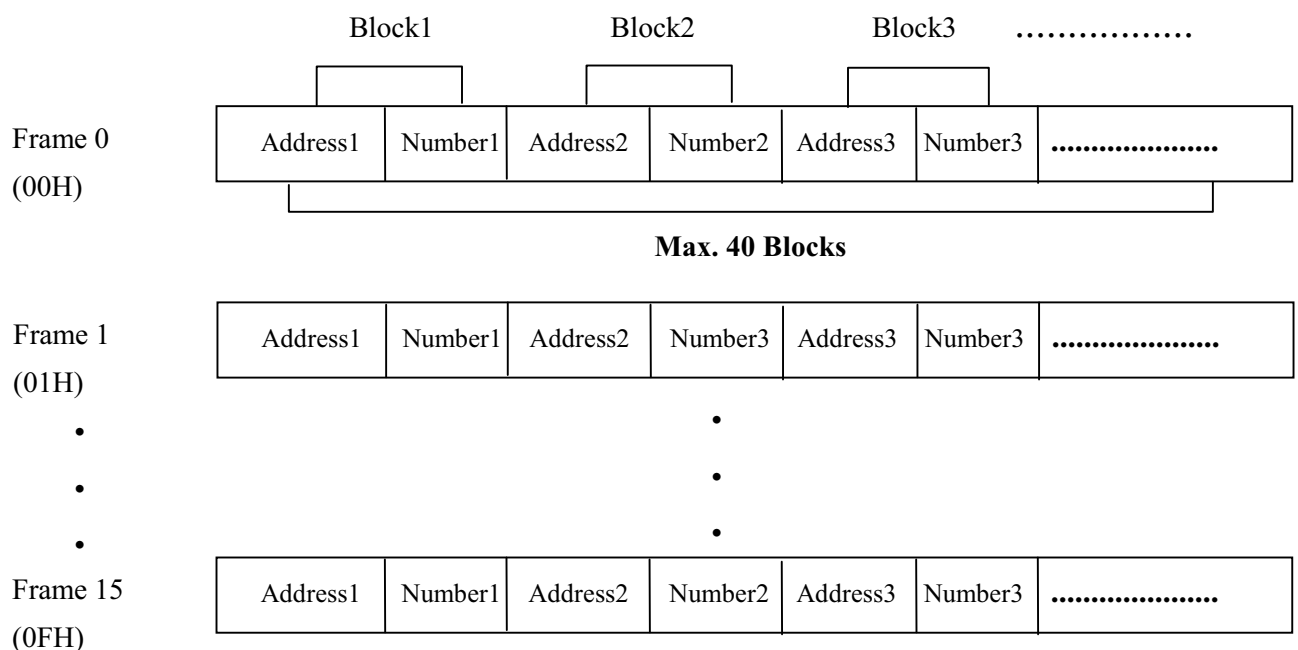 Block1 Block2 Block3 .................
Frame 0 Address1 Number1 Address2 Number2 Address3 Number3 .....................
(00H)
Max. 40 Blocks
Frame 1 Address1 Number1 Address2 Number3 Address3 Number3 .....................
(01H)
Frame 15 Address1 Number1 Address2 Number2 Address3 Number3 .....................
(0FH)